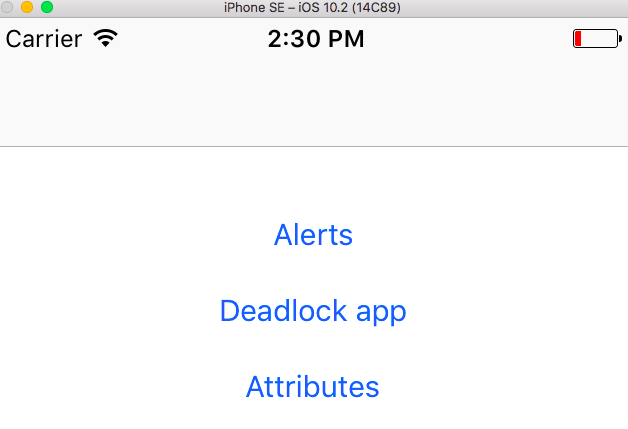 iPhone SE – iOS 10.2 (14C89)
Carrier 2:30 PM
Alerts
Deadlock app
Attributes